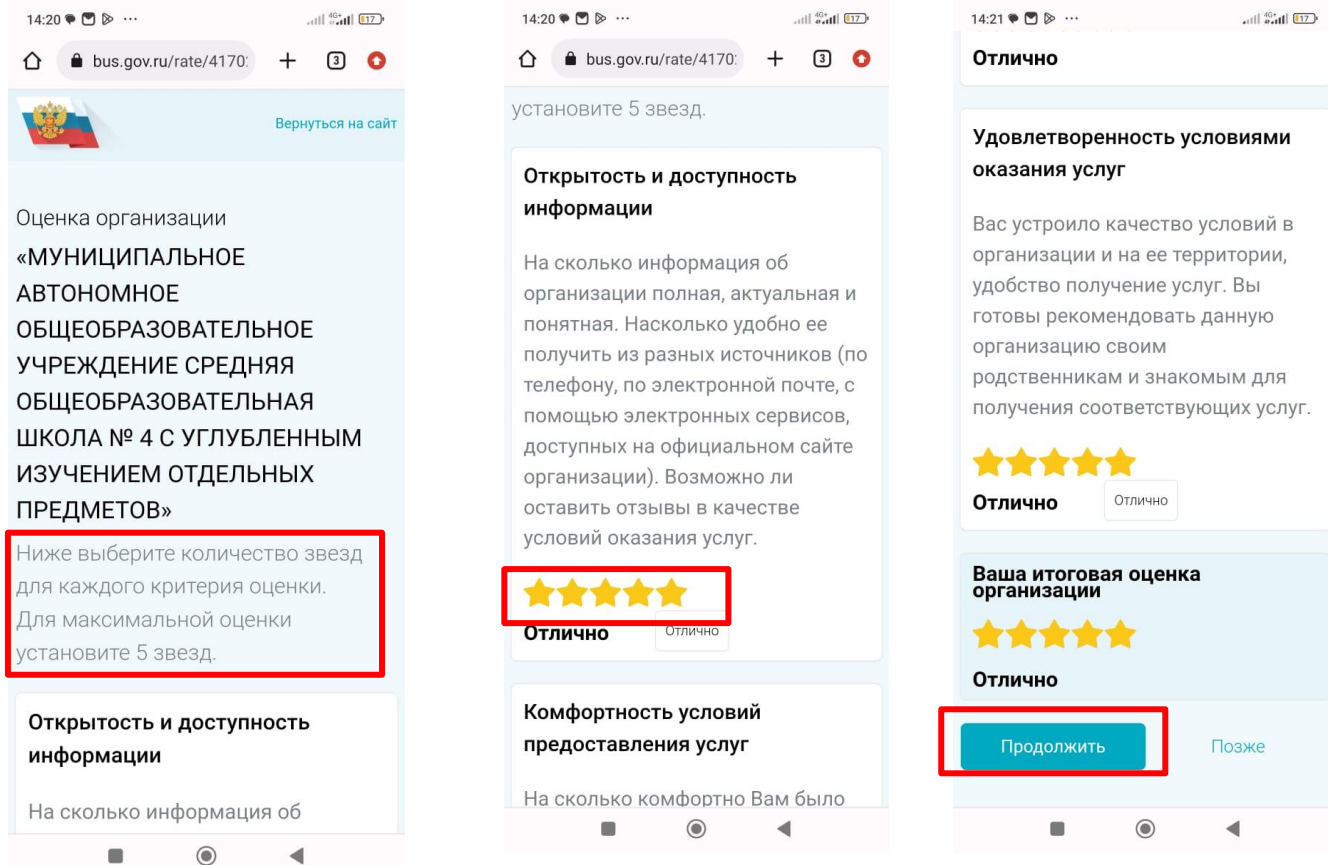 14:20
4G+
17
bus.gov.ru/rate/4170
3
Вернуться на сайт
Оценка организации
«МУНИЦИПАЛЬНОЕ
АВТОНОМНОЕ
ОБЩЕОБРАЗОВАТЕЛЬНОЕ
УЧРЕЖДЕНИЕ СРЕДНЯЯ
ОБЩЕОБРАЗОВАТЕЛЬНАЯ
ШКОЛА № 4 С УГЛУБЛЕННЫМ
ИЗУЧЕНИЕМ ОТДЕЛЬНЫХ
ПРЕДМЕТОВ»
Ниже выберите количество звезд
для каждого критерия оценки.
Для максимальной оценки
установите 5 звезд.
Открытость и доступность
информации
На сколько информация об
14:20
4G+
17
bus.gov.ru/rate/4170
3
установите 5 звезд.
Открытость и доступность
информации
На сколько информация об
организации полная, актуальная и
понятная. Насколько удобно ее
получить из разных источников (по
телефону, по электронной почте, с
помощью электронных сервисов,
доступных на официальном сайте
организации). Возможно ли
оставить отзывы в качестве
условий оказания услуг.
Отлично
Отлично
Комфортность условий
предоставления услуг
На сколько комфортно Вам было
14:21
4G+
17
Отлично
Удовлетворенность условиями
оказания услуг
Вас устроило качество условий в
организации и на ее территории,
удобство получение услуг. Вы
готовы рекомендовать данную
организацию своим
родственникам и знакомым для
получения соответствующих услуг.
Отлично
Отлично
Ваша итоговая оценка
организации
Отлично
Продолжить
Позже